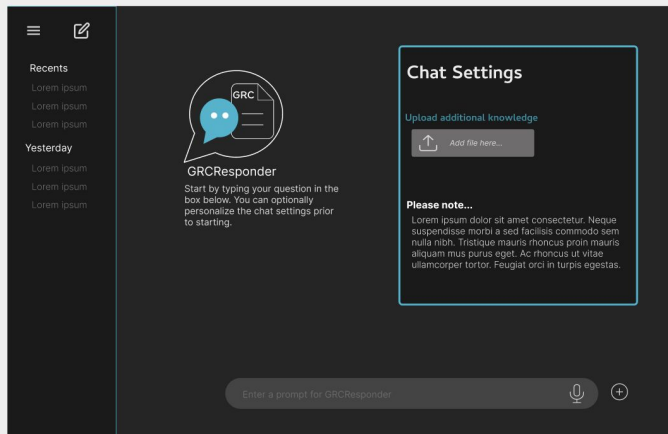 Recents
Lorem ipsum
Lorem ipsum
Lorem ipsum
Yesterday
Lorem ipsum
Lorem ipsum
Lorem ipsum
GRC
GRCResponder
Start by typing your question in the
box below. You can optionally
personalize the chat settings prior
to starting.
Chat Settings
Upload additional knowledge
Add file here...
Please note...
Lorem ipsum dolor sit amet consectetur. Neque
suspendisse morbi a sed facilisis commodo sem
nulla nibh. Tristique mauris rhoncus proin mauris
aliquam mus purus eget. Ac rhoncus ut vitae
ullamcorper tortor. Feugiat orci in turpis egestas.
Enter a prompt for GRCResponder